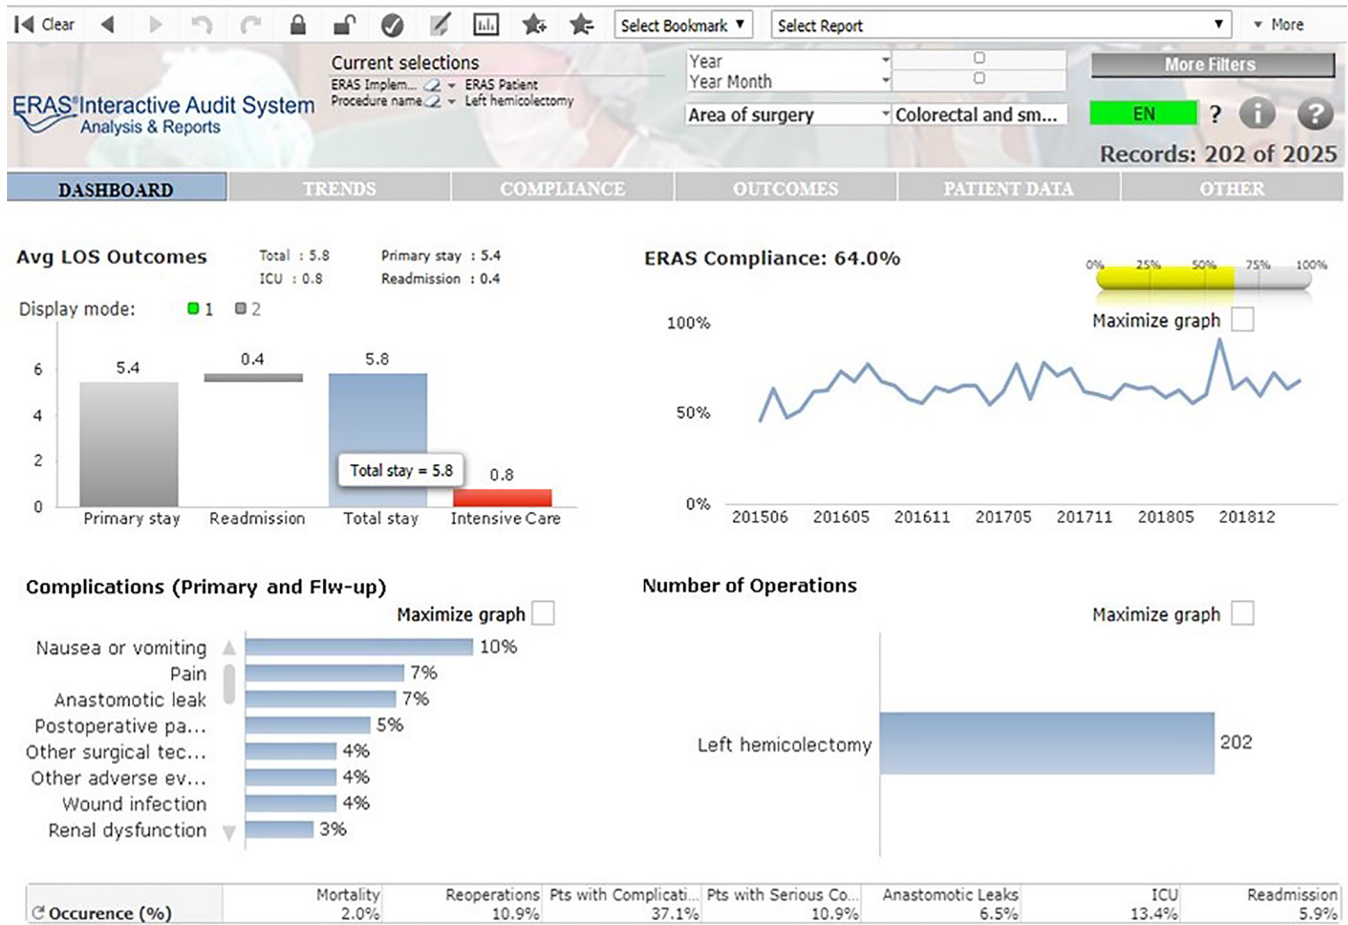 Clear
Select Bookmark
Select Report
More
Current selections
ERAS Implem... ERAS Patient
Procedure name Left hemicolectomy
Year
Year Month
Area of surgery Colorectal and sm...
More Filters
EN ? i ?
Records: 202 of 2025
ERAS®Interactive Audit System
Analysis & Reports
DASHBOARD TRENDS COMPLIANCE OUTCOMES PATIENT DATA OTHER
Avg LOS Outcomes
Total : 5.8 Primary stay : 5.4
ICU : 0.8 Readmission : 0.4
Display mode: 1 2
6
4
2
0
5.4
0.4
5.8
0.8
Total stay = 5.8
Primary stay Readmission Total stay Intensive Care
ERAS Compliance: 64.0%
0% 25% 50% 75% 100%
Maximize graph
100%
50%
0%
201506 201605 201611 201705 201711 201805 201812
Complications (Primary and Flw-up)
Maximize graph
Nausea or vomiting 10%
Pain 7%
Anastomotic leak 7%
Postoperative pa... 5%
Other surgical tec... 4%
Other adverse ev... 4%
Wound infection 4%
Renal dysfunction 3%
Number of Operations
Maximize graph
Left hemicolectomy 202
Mortality Reoperations Pts with Complicati... Pts with Serious Co... Anastomotic Leaks ICU Readmission
Occurence (%) 2.0% 10.9% 37.1% 10.9% 6.5% 13.4% 5.9%